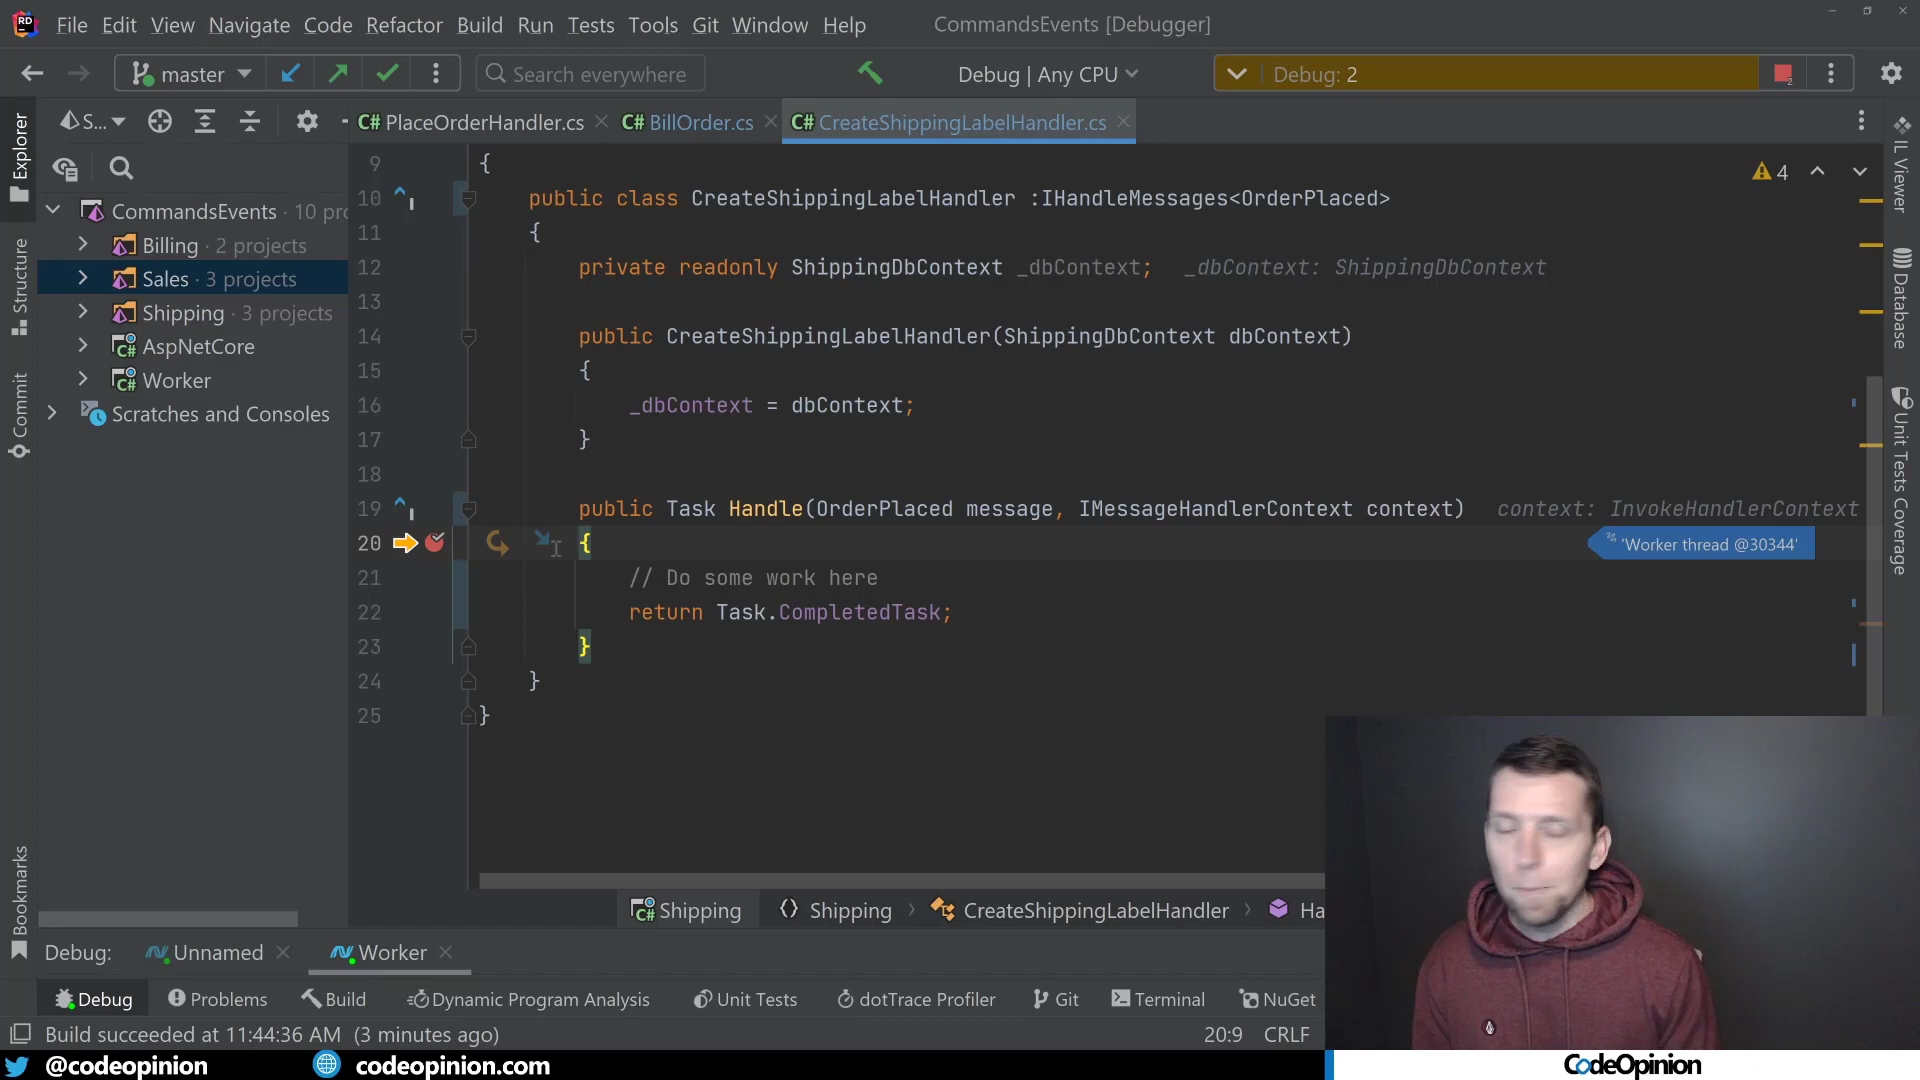 RD File Edit View Navigate Code Refactor Build Run Tests Tools Git Window Help CommandsEvents [Debugger]
master Search everywhere Debug | Any CPU Debug: 2
S... C# PlaceOrderHandler.cs C# BillOrder.cs C# CreateShippingLabelHandler.cs
Explorer
Structure
Commit
Bookmarks
CommandsEvents · 10 pr
Billing · 2 projects
Sales · 3 projects
Shipping · 3 projects
C# AspNetCore
C# Worker
Scratches and Consoles
4
9 {
10 public class CreateShippingLabelHandler :IHandleMessages<OrderPlaced>
11 {
12 private readonly ShippingDbContext _dbContext; _dbContext: ShippingDbContext
13
14 public CreateShippingLabelHandler(ShippingDbContext dbContext)
15 {
16 _dbContext = dbContext;
17 }
18
19 public Task Handle(OrderPlaced message, IMessageHandlerContext context) context: InvokeHandlerContext
20 { 'Worker thread @30344'
21 // Do some work here
22 return Task.CompletedTask;
23 }
24 }
25 }
IL Viewer
Database
Unit Tests Coverage
C# Shipping Shipping CreateShippingLabelHandler Ha
Debug: Unnamed Worker
Debug Problems Build Dynamic Program Analysis Unit Tests dotTrace Profiler Git Terminal NuGet
Build succeeded at 11:44:36 AM (3 minutes ago) 20:9 CRLF
@codeopinion codeopinion.com CodeOpinion